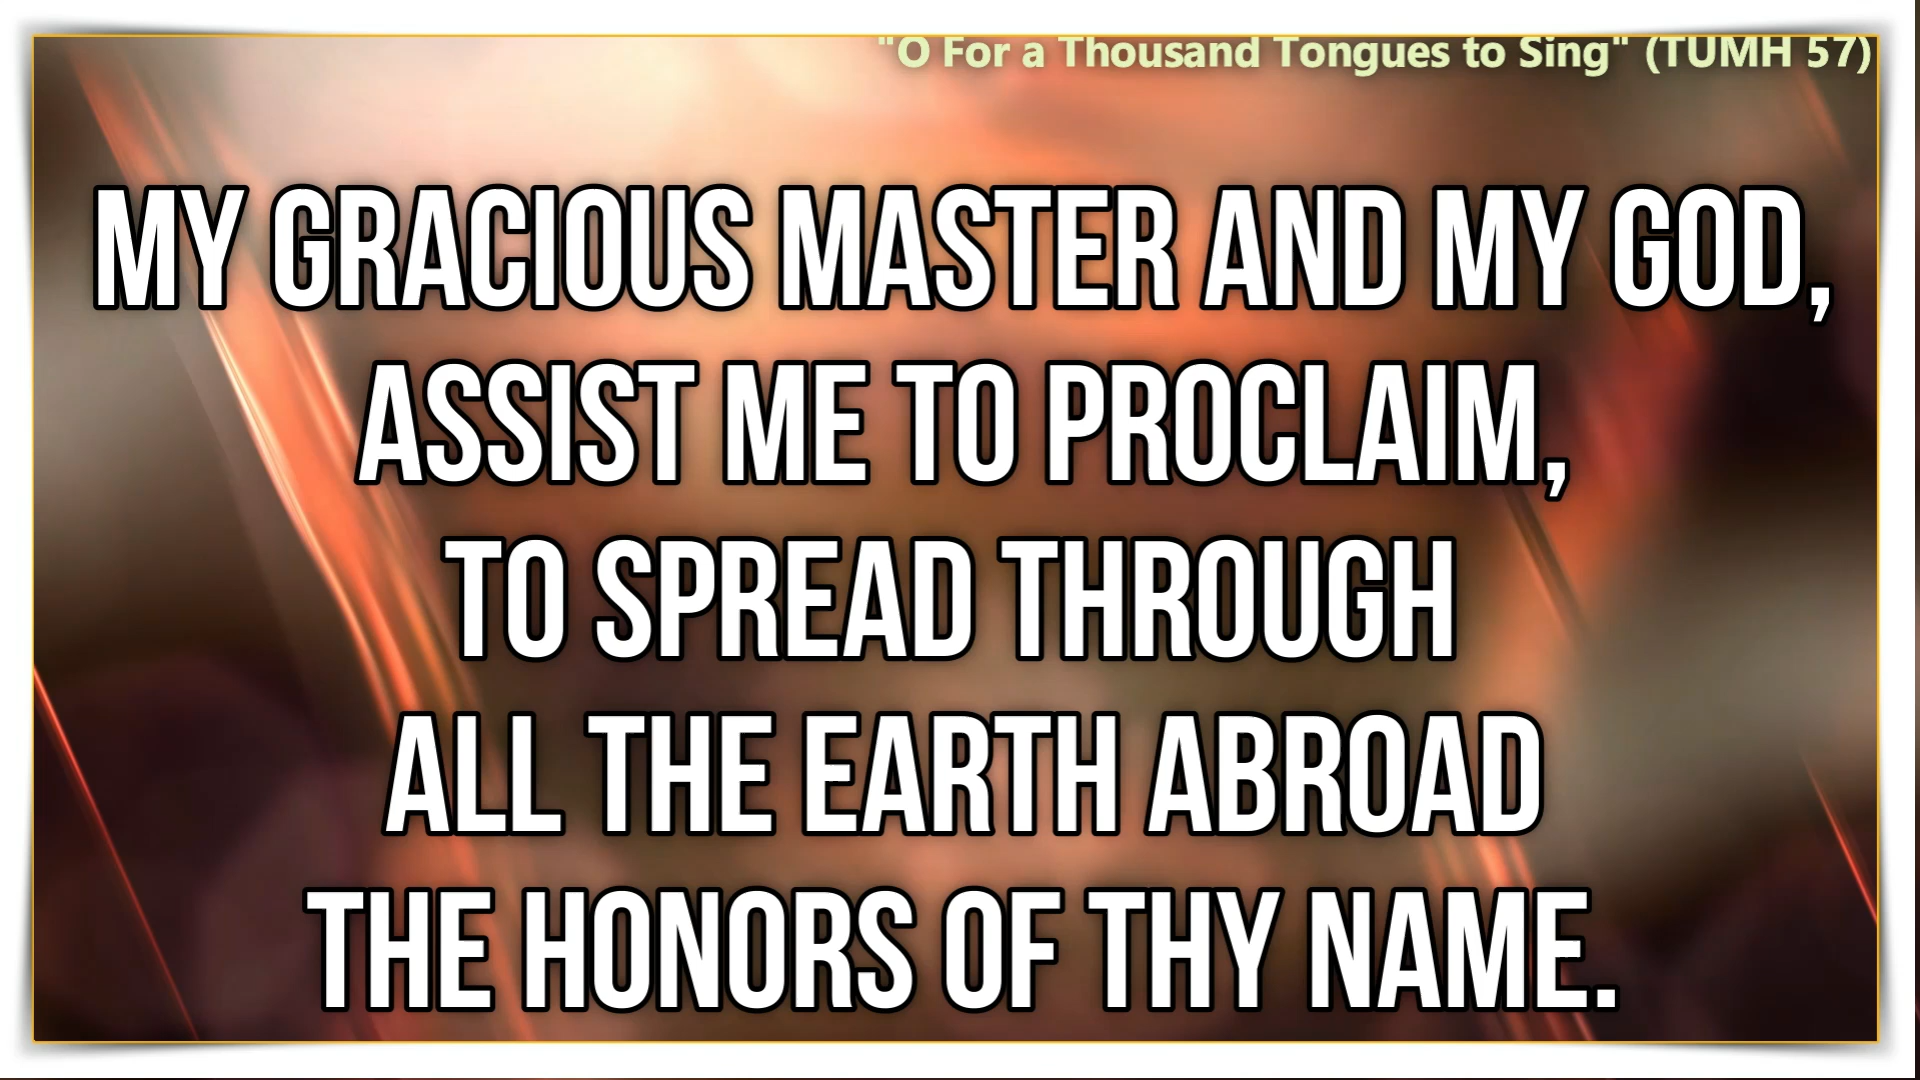 "O For a Thousand Tongues to Sing" (TUMH 57)
MY GRACIOUS MASTER AND MY GOD,
ASSIST ME TO PROCLAIM,
TO SPREAD THROUGH
ALL THE EARTH ABROAD
THE HONORS OF THY NAME.